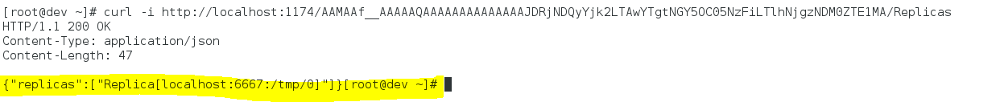 [root@dev ~]# curl -i http://localhost:1174/AAMAAf__AAAAAQAAAAAAAAAAAAAAJDRjNDQyYjk2LTAwYTgtNGY5OC05NzFiLTlhNjgzNDM0ZTE1MA/Replicas
HTTP/1.1 200 OK
Content-Type: application/json
Content-Length: 47

{"replicas":["Replica[localhost:6667:/tmp/0]"]}[root@dev ~]#